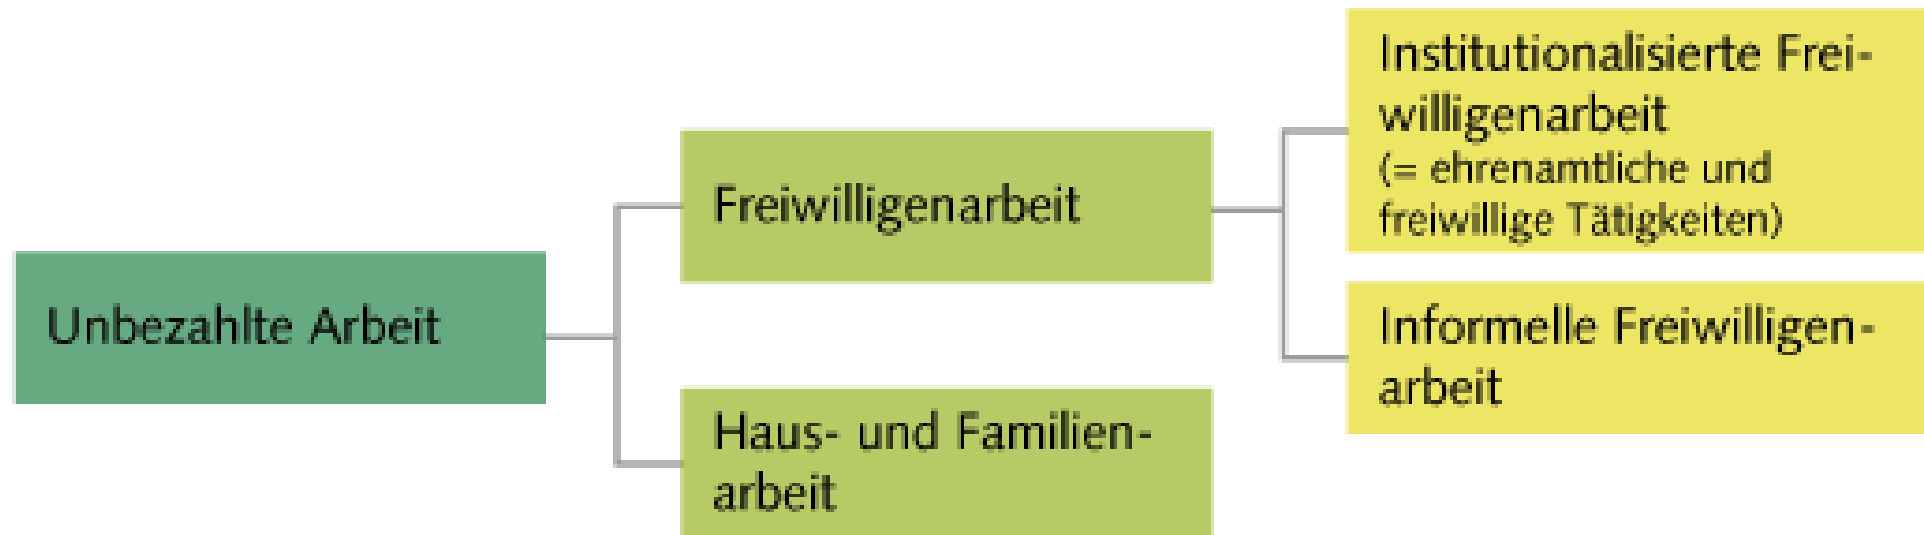 Unbezahlte Arbeit
Freiwilligenarbeit
Haus- und Familien-
arbeit
Institutionalisierte Frei-
willigenarbeit
(= ehrenamtliche und
freiwillige Tätigkeiten)
Informelle Freiwilligen-
arbeit